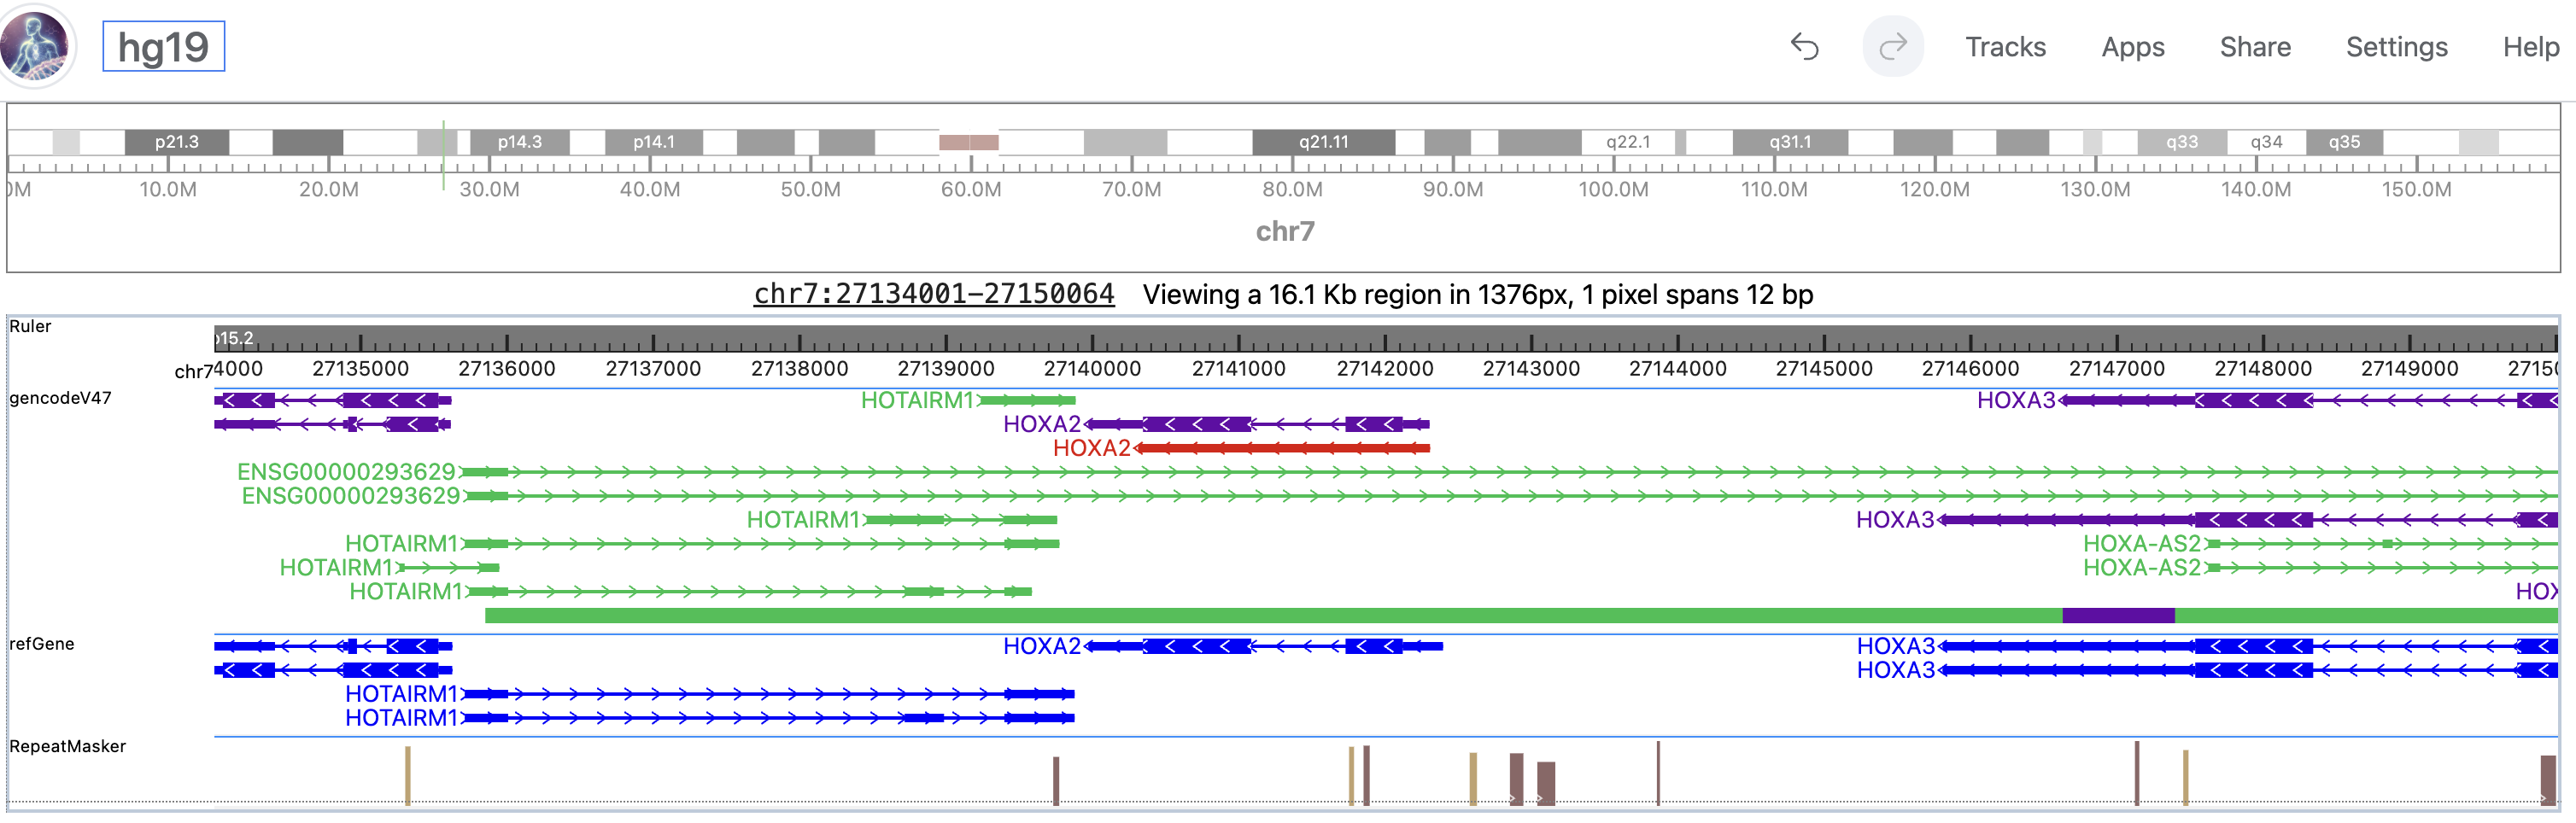 hg19 Tracks Apps Share Settings Help
p21.3 p14.3 p14.1 q21.11 q22.1 q31.1 q33 q34 q35
0M 10.0M 20.0M 30.0M 40.0M 50.0M 60.0M 70.0M 80.0M 90.0M 100.0M 110.0M 120.0M 130.0M 140.0M 150.0M
chr7
chr7:27134001-27150064 Viewing a 16.1 Kb region in 1376px, 1 pixel spans 12 bp
Ruler
p15.2
chr7 4000 27135000 27136000 27137000 27138000 27139000 27140000 27141000 27142000 27143000 27144000 27145000 27146000 27147000 27148000 27149000 2715
gencodeV47 HOTAIRM1 HOXA3
HOXA2
HOXA2
ENSG00000293629
ENSG00000293629
HOTAIRM1 HOXA3
HOTAIRM1 HOXA-AS2
HOTAIRM1 HOXA-AS2
HOTAIRM1 HOX
refGene HOXA2 HOXA3
HOXA3
HOTAIRM1
HOTAIRM1
RepeatMasker